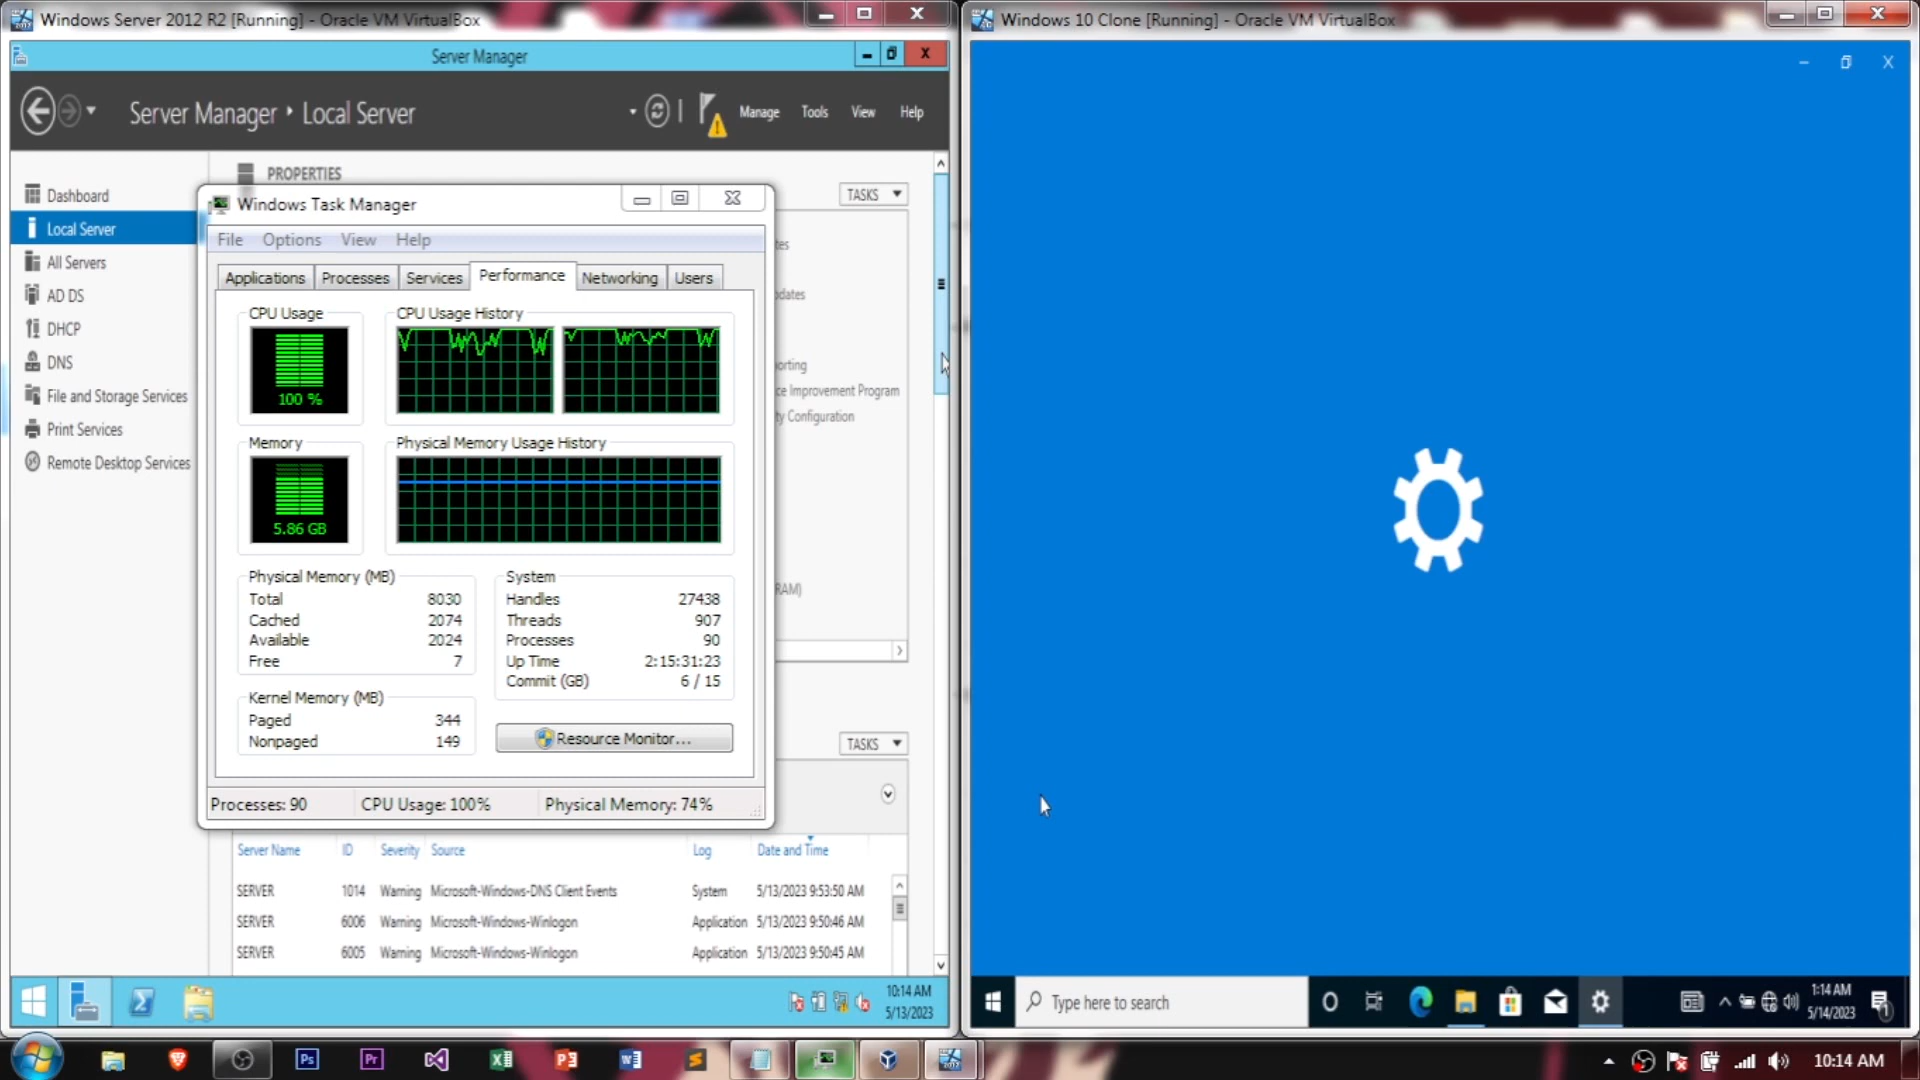 Windows Server 2012 R2 [Running] - Oracle VM VirtualBox
Server Manager
Server Manager • Local Server
Manage Tools View Help
PROPERTIES
TASKS
Dashboard
Local Server
All Servers
AD DS
DHCP
DNS
File and Storage Services
Print Services
Remote Desktop Services
Windows Task Manager
File Options View Help
Applications Processes Services Performance Networking Users
CPU Usage
100 %
CPU Usage History
Memory
5.86 GB
Physical Memory Usage History
Physical Memory (MB)
Total 8030
Cached 2074
Available 2024
Free 7
Kernel Memory (MB)
Paged 344
Nonpaged 149
System
Handles 27438
Threads 907
Processes 90
Up Time 2:15:31:23
Commit (GB) 6 / 15
Resource Monitor...
Processes: 90 CPU Usage: 100% Physical Memory: 74%
Improvement Program
Configuration
TASKS
Server Name ID Severity Source Log Date and Time
SERVER 1014 Warning Microsoft-Windows-DNS Client Events System 5/13/2023 9:53:50 AM
SERVER 6006 Warning Microsoft-Windows-Winlogon Application 5/13/2023 9:50:46 AM
SERVER 6005 Warning Microsoft-Windows-Winlogon Application 5/13/2023 9:50:45 AM
10:14 AM
5/13/2023
Windows 10 Clone [Running] - Oracle VM VirtualBox
Type here to search
1:14 AM
5/14/2023
1
Ps Pr
10:14 AM